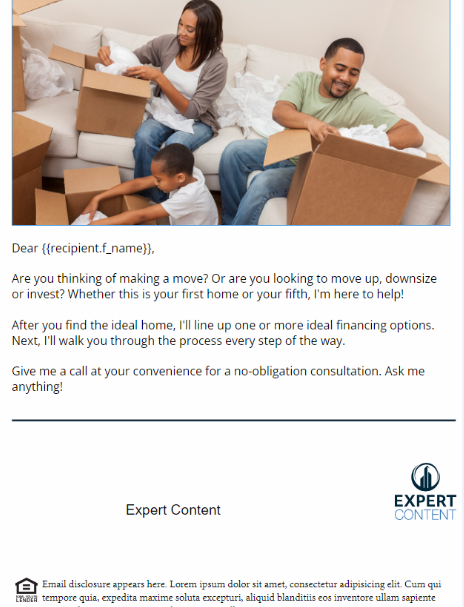 Dear {{recipient.f_name}},
Are you thinking of making a move? Or are you looking to move up, downsize
or invest? Whether this is your first home or your fifth, I'm here to help!
After you find the ideal home, I'll line up one or more ideal financing options.
Next, I'll walk you through the process every step of the way.
Give me a call at your convenience for a no-obligation consultation. Ask me
anything!
Expert Content
EXPERT
CONTENT
Email disclosure appears here. Lorem ipsum dolor sit amet, consectetur adipisicing elit. Cum qui
tempore quia, expedita maxime soluta excepturi, aliquid blanditiis eos inventore ullam sapiente